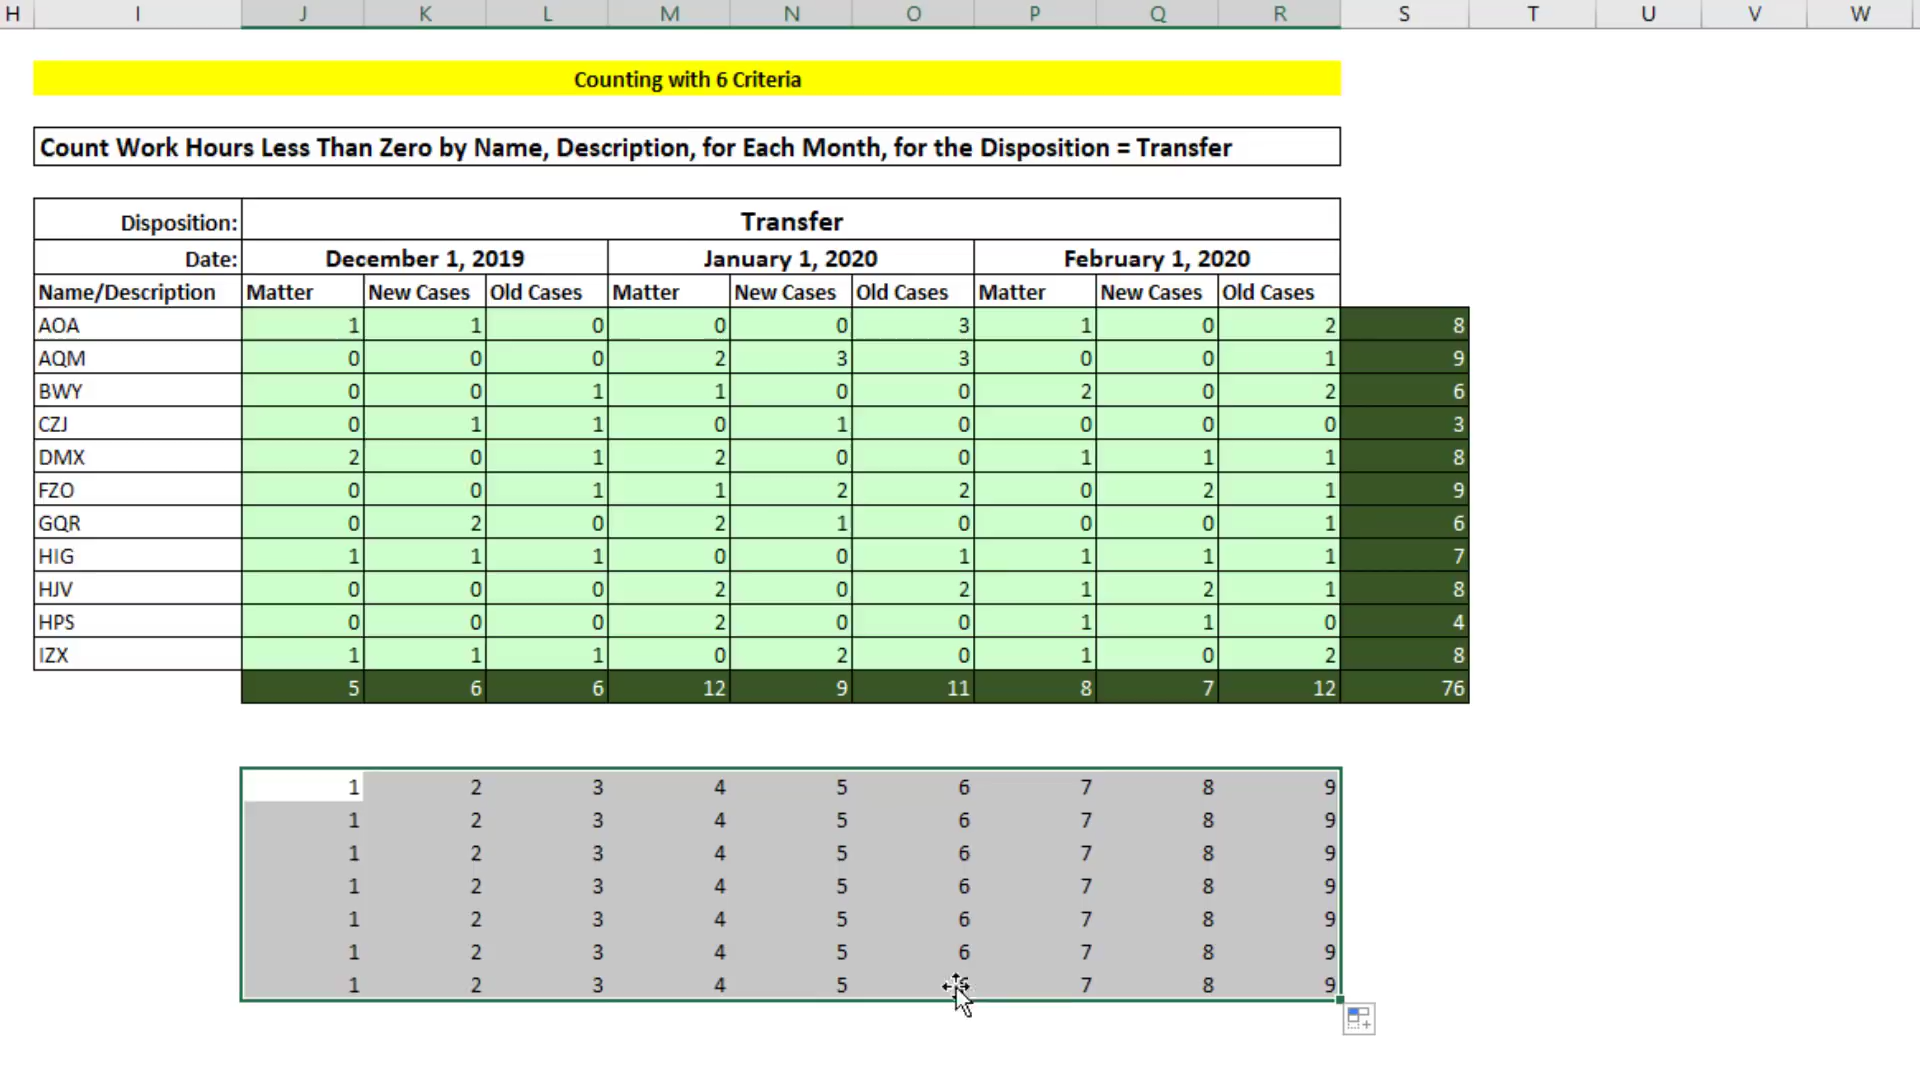 H I J K L M N O P Q R S T U V W
Counting with 6 Criteria
Count Work Hours Less Than Zero by Name, Description, for Each Month, for the Disposition = Transfer
Disposition: Transfer
Date: December 1, 2019 January 1, 2020 February 1, 2020
Name/Description Matter New Cases Old Cases Matter New Cases Old Cases Matter New Cases Old Cases
AOA 1 1 0 0 0 3 1 0 2 8
AQM 0 0 0 2 3 3 0 0 1 9
BWY 0 0 1 1 0 0 2 0 2 6
CZJ 0 1 1 0 1 0 0 0 0 3
DMX 2 0 1 2 0 0 1 1 1 8
FZO 0 0 1 1 2 2 0 2 1 9
GQR 0 2 0 2 1 0 0 0 1 6
HIG 1 1 1 0 0 1 1 1 1 7
HJV 0 0 0 2 0 2 1 2 1 8
HPS 0 0 0 2 0 0 1 1 0 4
IZX 1 1 1 0 2 0 1 0 2 8
5 6 6 12 9 11 8 7 12 76
1 2 3 4 5 6 7 8 9
1 2 3 4 5 6 7 8 9
1 2 3 4 5 6 7 8 9
1 2 3 4 5 6 7 8 9
1 2 3 4 5 6 7 8 9
1 2 3 4 5 6 7 8 9
1 2 3 4 5 7 8 9